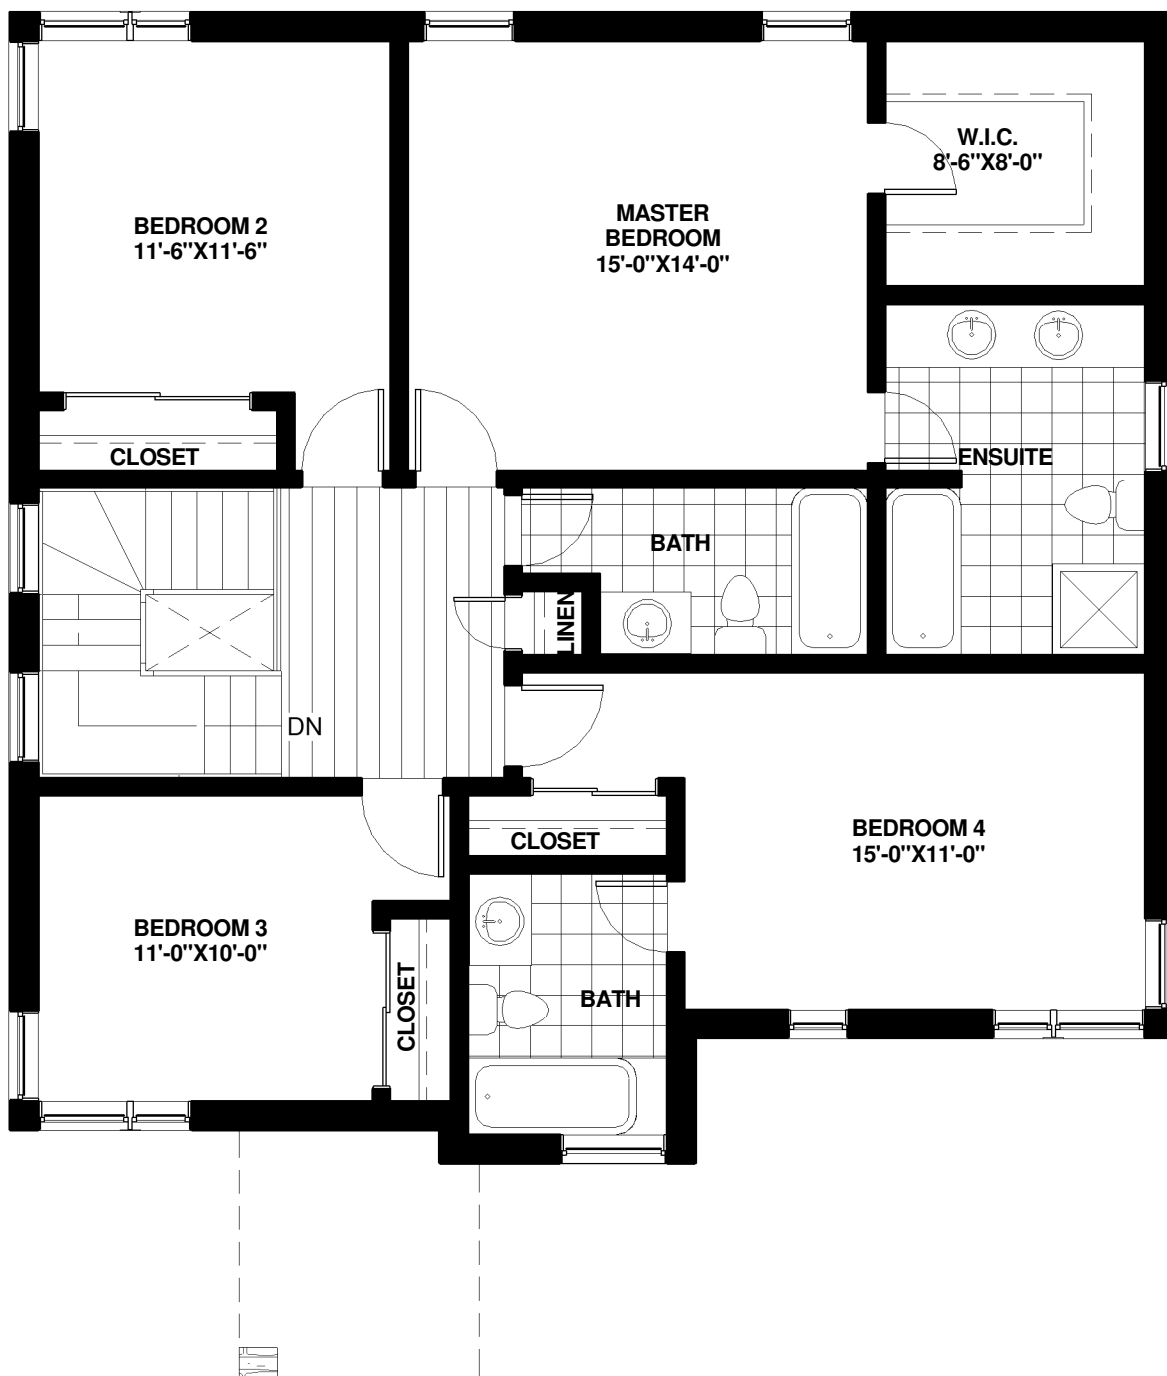 W.I.C.
8'-6"X8'-0"
BEDROOM 2
11'-6"X11'-6"
MASTER
BEDROOM
15'-0"X14'-0"
CLOSET
ENSUITE
BATH
LINEN
DN
BEDROOM 4
15'-0"X11'-0"
CLOSET
BEDROOM 3
11'-0"X10'-0"
CLOSET
BATH